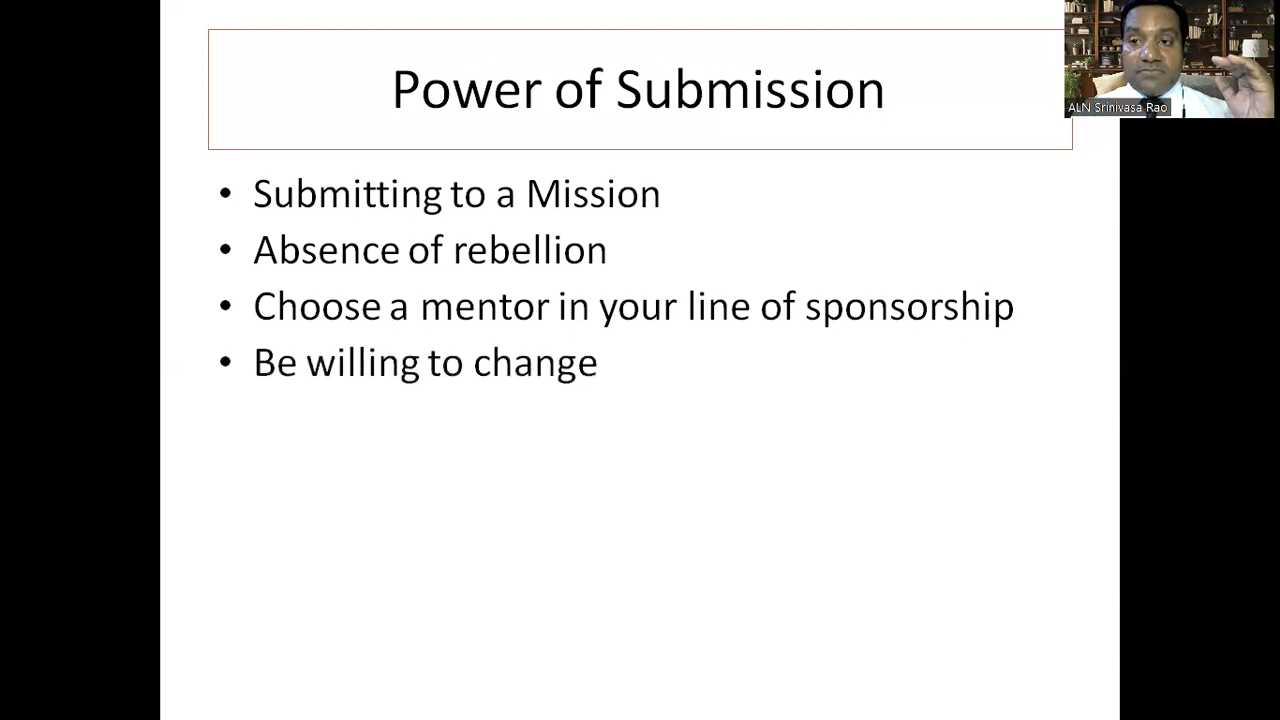 Power of Submission
ALN Srinivasa Rao
• Submitting to a Mission
• Absence of rebellion
• Choose a mentor in your line of sponsorship
• Be willing to change